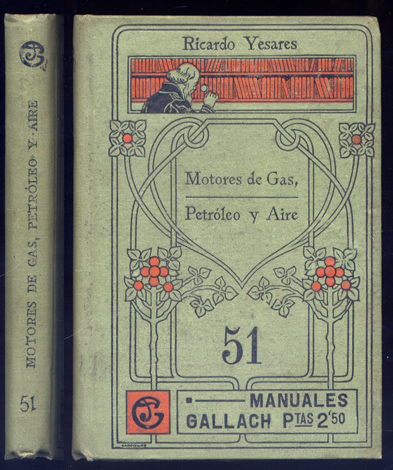 MOTORES DE GAS, PETRÓLEO Y AIRE
51
Ricardo Yesares
Motores de Gas,
Petróleo y Aire
51
MANUALES
GALLACH PTAS 2'50